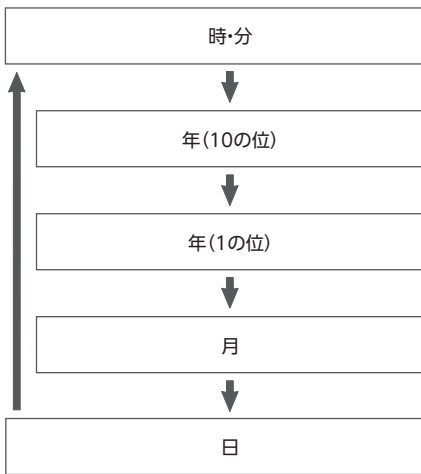 時・分
年(10の位)
年(1の位)
月
日